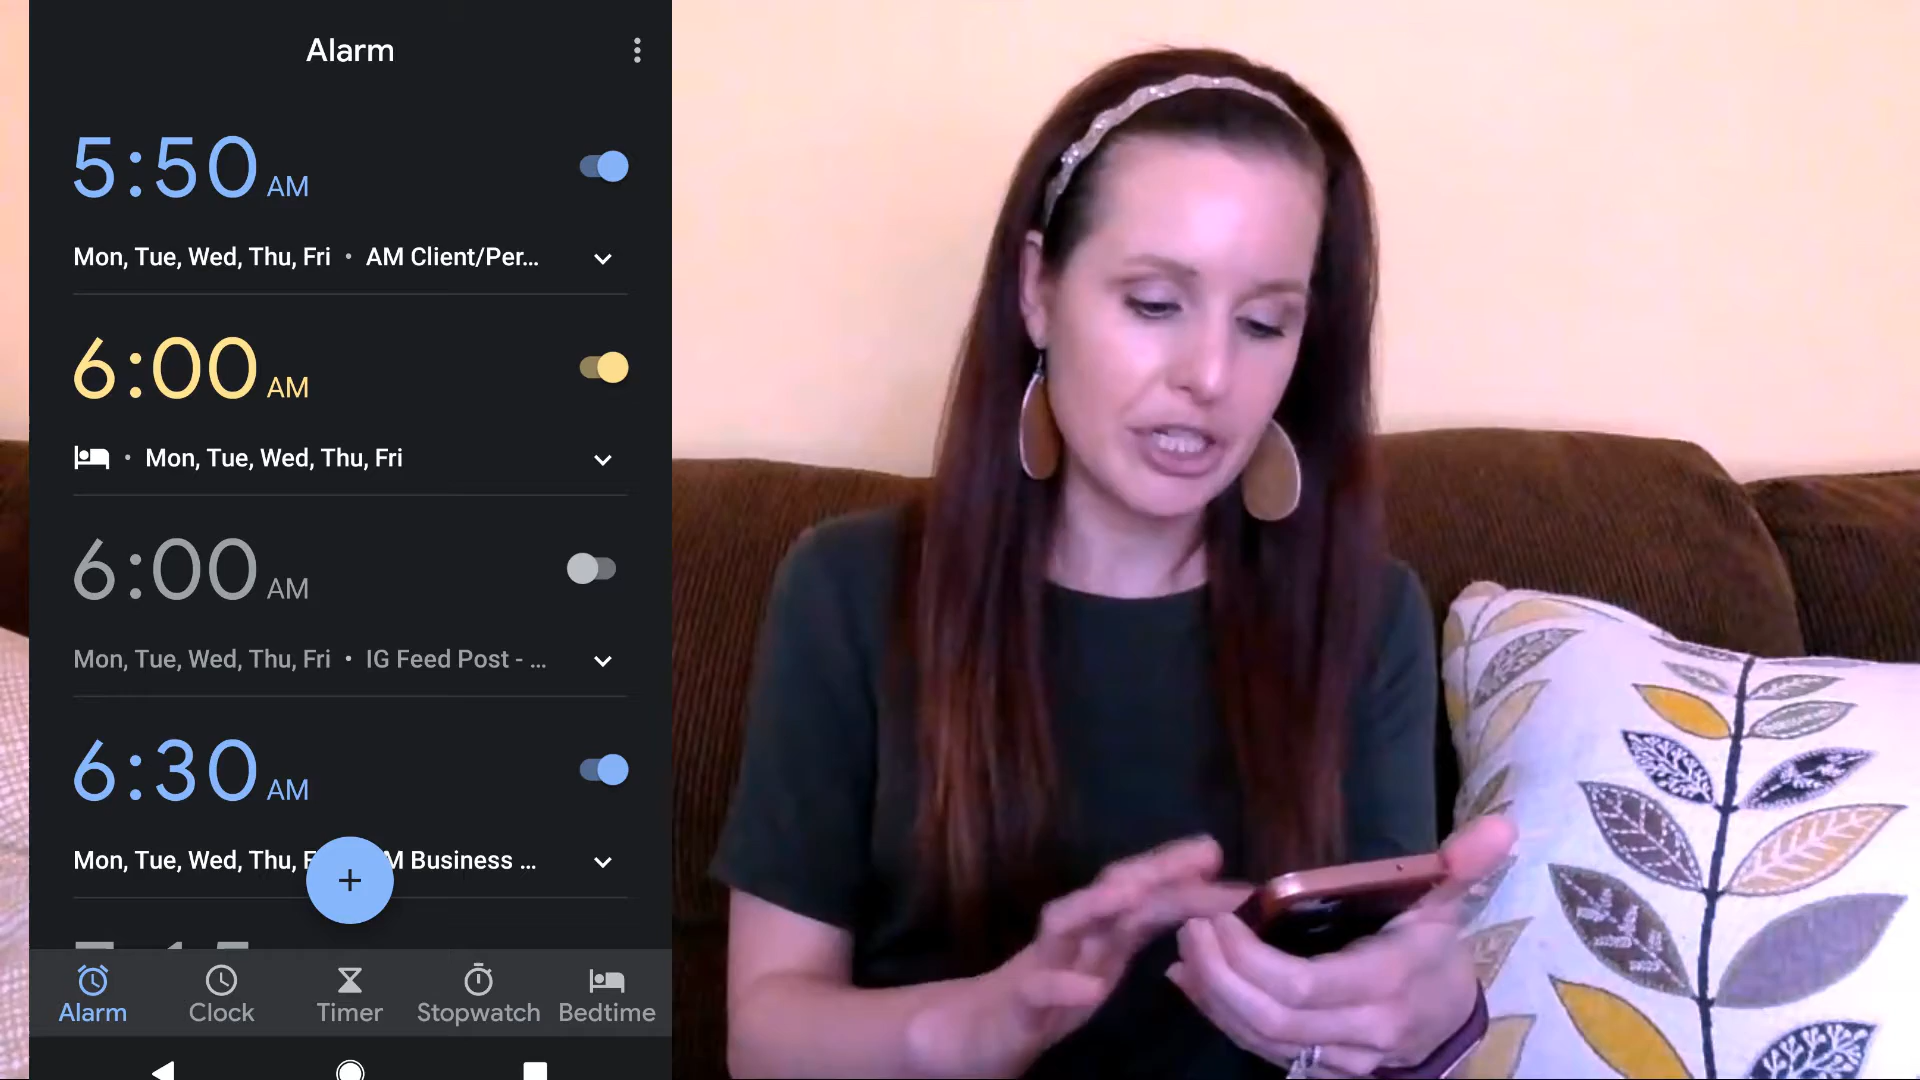 Alarm
5:50 AM
Mon, Tue, Wed, Thu, Fri • AM Client/Per...
6:00 AM
• Mon, Tue, Wed, Thu, Fri
6:00 AM
Mon, Tue, Wed, Thu, Fri • IG Feed Post - ...
6:30 AM
Mon, Tue, Wed, Thu, Business ...
+
Alarm Clock Timer Stopwatch Bedtime